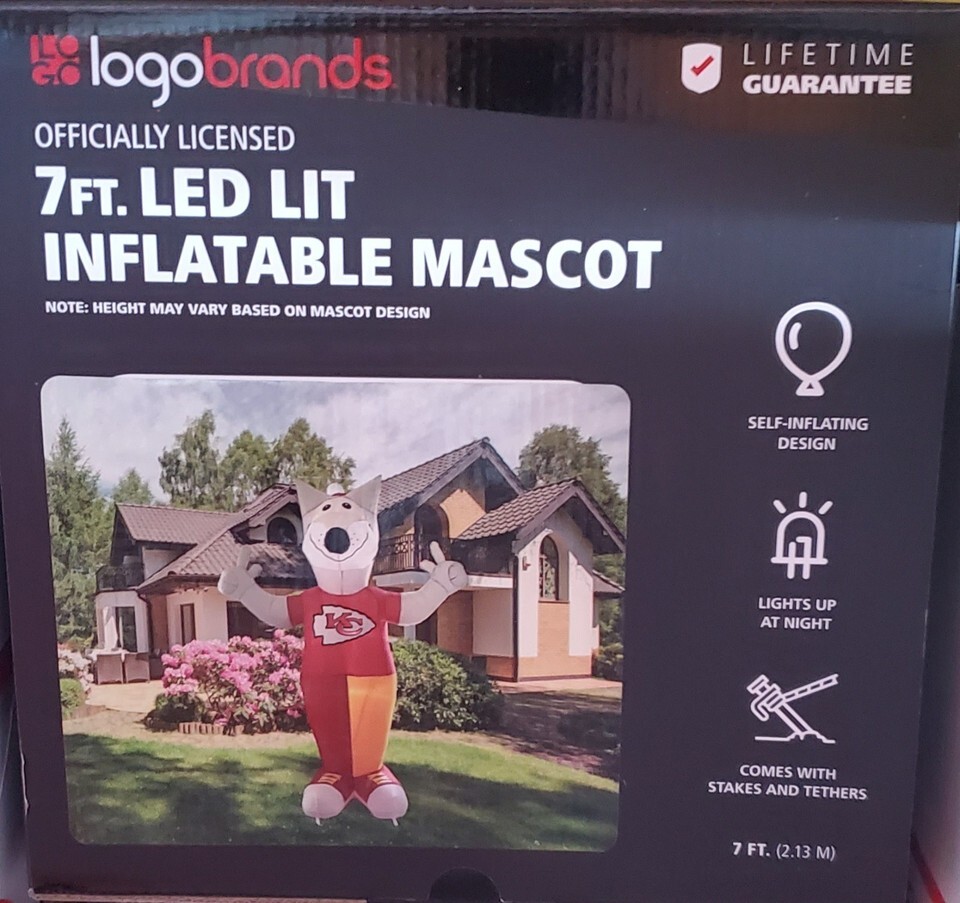 LOGO
logobrands
LIFETIME
GUARANTEE
OFFICIALLY LICENSED
7FT. LED LIT
INFLATABLE MASCOT
NOTE: HEIGHT MAY VARY BASED ON MASCOT DESIGN
SELF-INFLATING
DESIGN
KC
LIGHTS UP
AT NIGHT
COMES WITH
STAKES AND TETHERS
7 FT. (2.13 M)